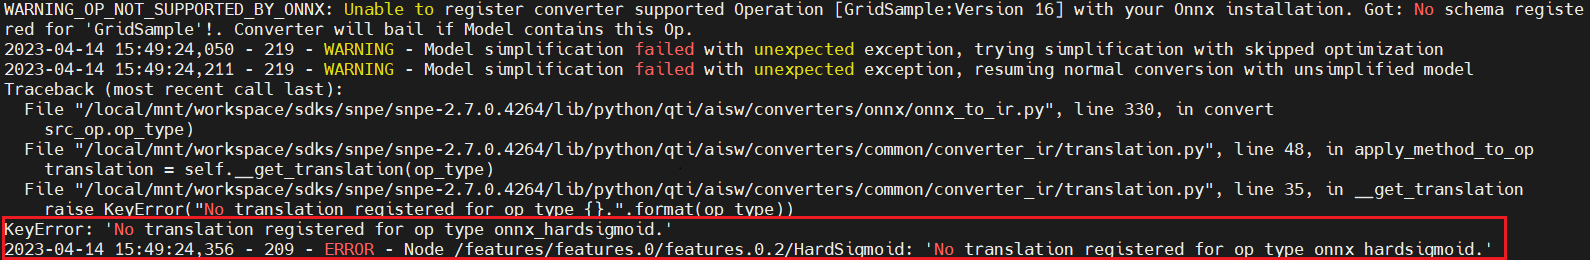 WARNING_OP_NOT_SUPPORTED_BY_ONNX: Unable to register converter supported Operation [GridSample:Version 16] with your Onnx installation. Got: No schema registe
red for 'GridSample'!. Converter will bail if Model contains this Op.
2023-04-14 15:49:24,050 - 219 - WARNING - Model simplification failed with unexpected exception, trying simplification with skipped optimization
2023-04-14 15:49:24,211 - 219 - WARNING - Model simplification failed with unexpected exception, resuming normal conversion with unsimplified model
Traceback (most recent call last):
  File "/local/mnt/workspace/sdks/snpe/snpe-2.7.0.4264/lib/python/qti/aisw/converters/onnx/onnx_to_ir.py", line 330, in convert
    src_op.op_type)
  File "/local/mnt/workspace/sdks/snpe/snpe-2.7.0.4264/lib/python/qti/aisw/converters/common/converter_ir/translation.py", line 48, in apply_method_to_op
    translation = self.__get_translation(op_type)
  File "/local/mnt/workspace/sdks/snpe/snpe-2.7.0.4264/lib/python/qti/aisw/converters/common/converter_ir/translation.py", line 35, in __get_translation
    raise KeyError("No translation registered for op type {}.".format(op_type))
KeyError: 'No translation registered for op type onnx_hardsigmoid.'
2023-04-14 15:49:24,356 - 209 - ERROR - Node /features/features.0/features.0.2/HardSigmoid: 'No translation registered for op type onnx_hardsigmoid.'